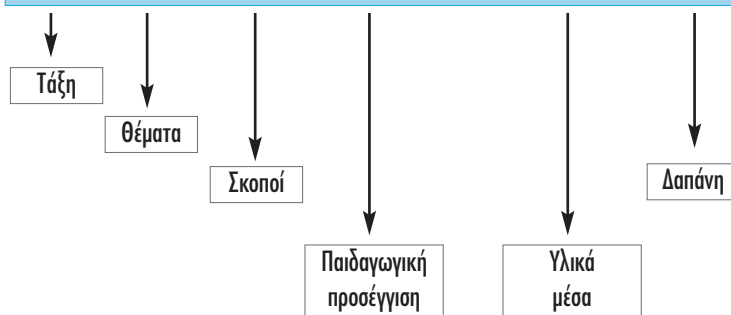 Τάξη
Θέματα
Σκοποί
Δαπάνη
Παιδαγωγική
προσέγγιση
Υλικά
μέσα